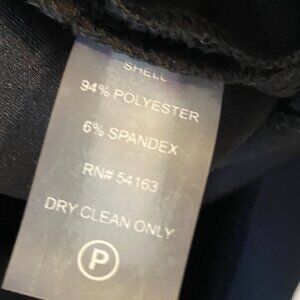 SHELL
94% POLYESTER
6% SPANDEX
RN# 54163
DRY CLEAN ONLY
P